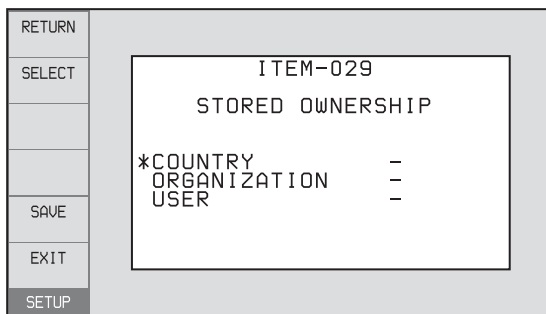 RETURN
SELECT
SAVE
EXIT
SETUP
ITEM-029
STORED OWNERSHIP
*COUNTRY –
ORGANIZATION –
USER –